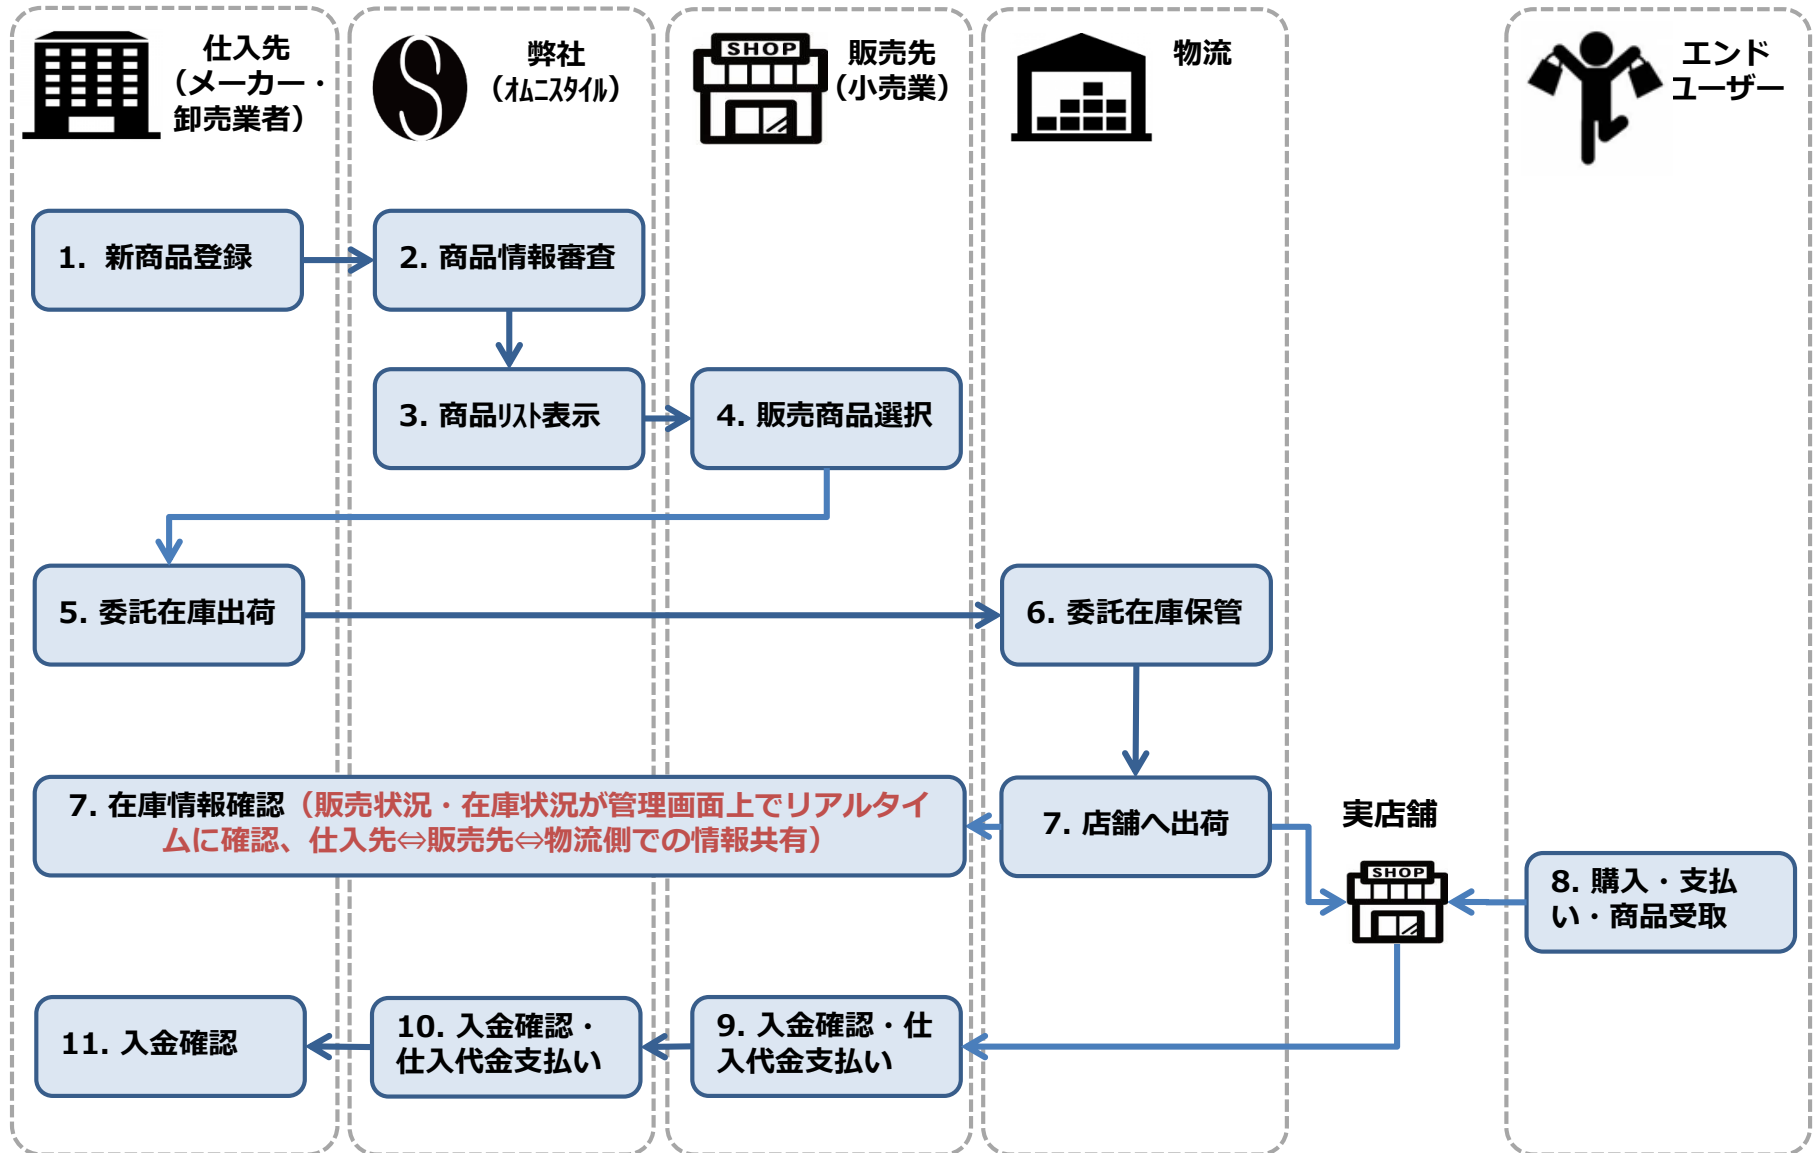 仕入先
（メーカー・
卸売業者）
弊社
（ｵﾑﾆｽﾀｲﾙ）
SHOP
販売先
（小売業）
物流
エンド
ユーザー
1. 新商品登録
2. 商品情報審査
3. 商品ﾘｽﾄ表示
4. 販売商品選択
5. 委託在庫出荷
6. 委託在庫保管
7. 在庫情報確認（販売状況・在庫状況が管理画面上でリアルタイ
ムに確認、仕入先⇔販売先⇔物流側での情報共有）
7. 店舗へ出荷
実店舗
SHOP
8. 購入・支払
い・商品受取
11. 入金確認
10. 入金確認・
仕入代金支払い
9. 入金確認・仕
入代金支払い